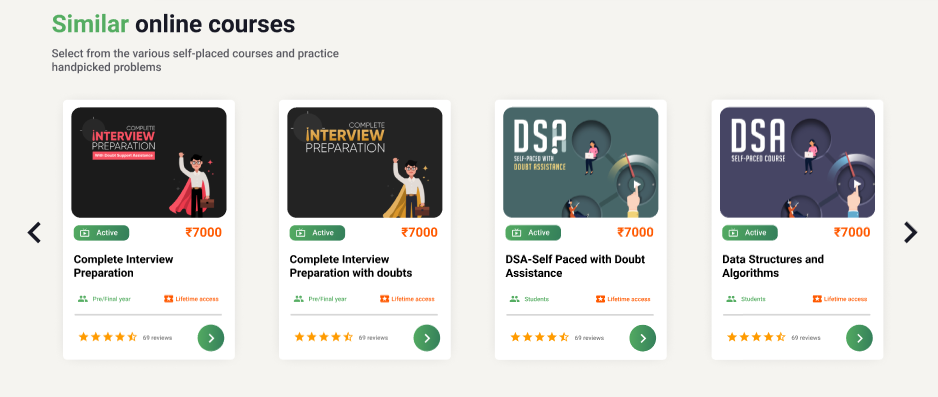 Similar online courses
Select from the various self-placed courses and practice
handpicked problems
COMPLETE
INTERVIEW
PREPARATION
With Doubt Support Assistance
Active
₹7000
Complete Interview
Preparation
Pre/Final year
Lifetime access
69 reviews
COMPLETE
INTERVIEW
PREPARATION
Active
₹7000
Complete Interview
Preparation with doubts
Pre/Final year
Lifetime access
69 reviews
DSA
SELF-PACED WITH
DOUBT ASSISTANCE
Active
₹7000
DSA-Self Paced with Doubt
Assistance
Students
Lifetime access
69 reviews
DSA
SELF-PACED COURSE
Active
₹7000
Data Structures and
Algorithms
Students
Lifetime access
69 reviews